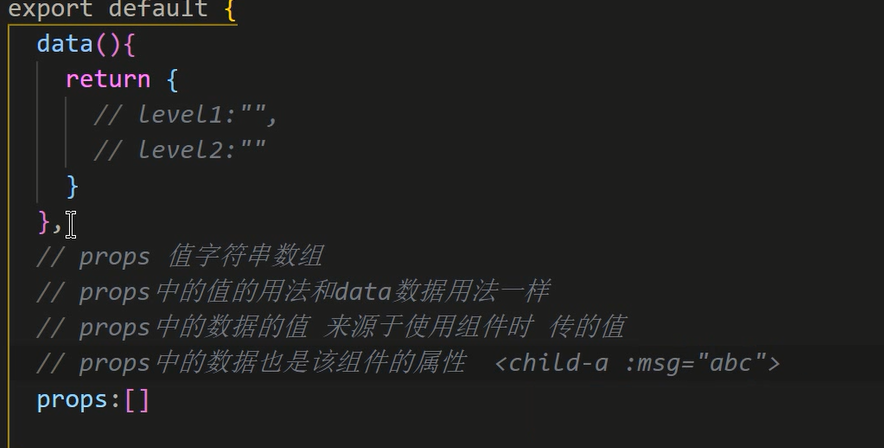 export default {
data(){
return {
// level1:"",
// level2:""
}
},
// props 值字符串数组
// props中的值的用法和data数据用法一样
// props中的数据的值 来源于使用组件时 传的值
// props中的数据也是该组件的属性 <child-a :msg="abc">
props:[]